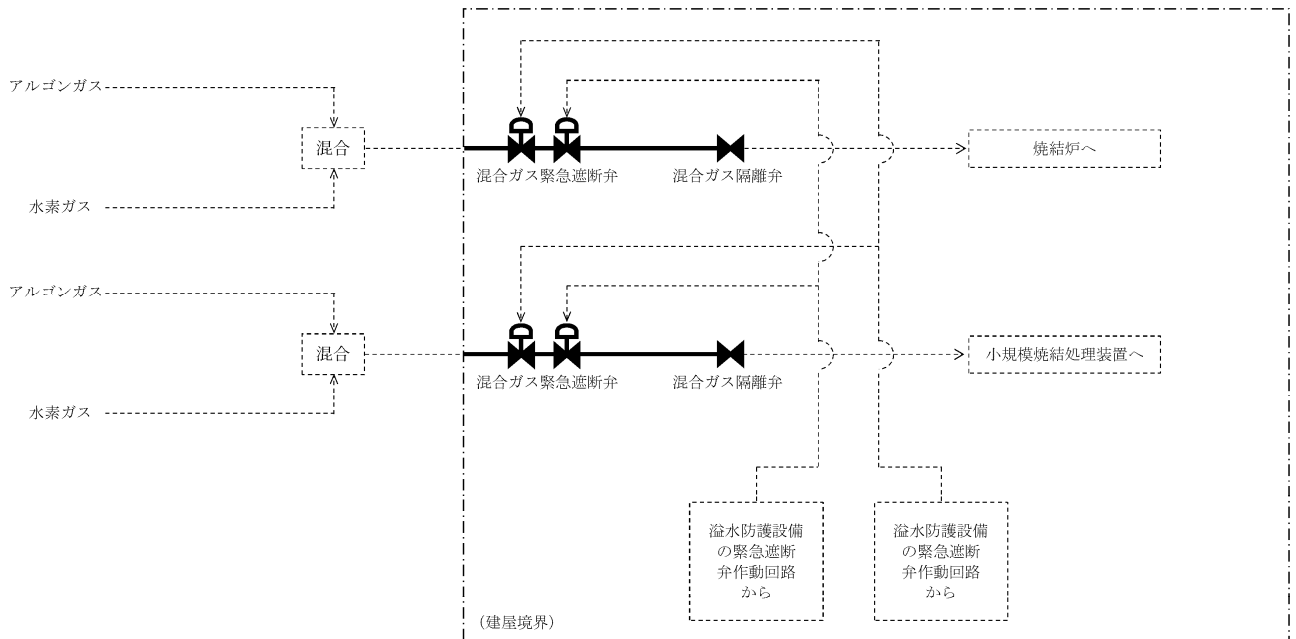 アルゴンガス
混合
水素ガス
混合ガス緊急遮断弁
混合ガス隔離弁
焼結炉へ
アルゴンガス
混合
水素ガス
混合ガス緊急遮断弁
混合ガス隔離弁
小規模焼結処理装置へ
溢水防護設備
の緊急遮断
弁作動回路
から
溢水防護設備
の緊急遮断
弁作動回路
から
(建屋境界)